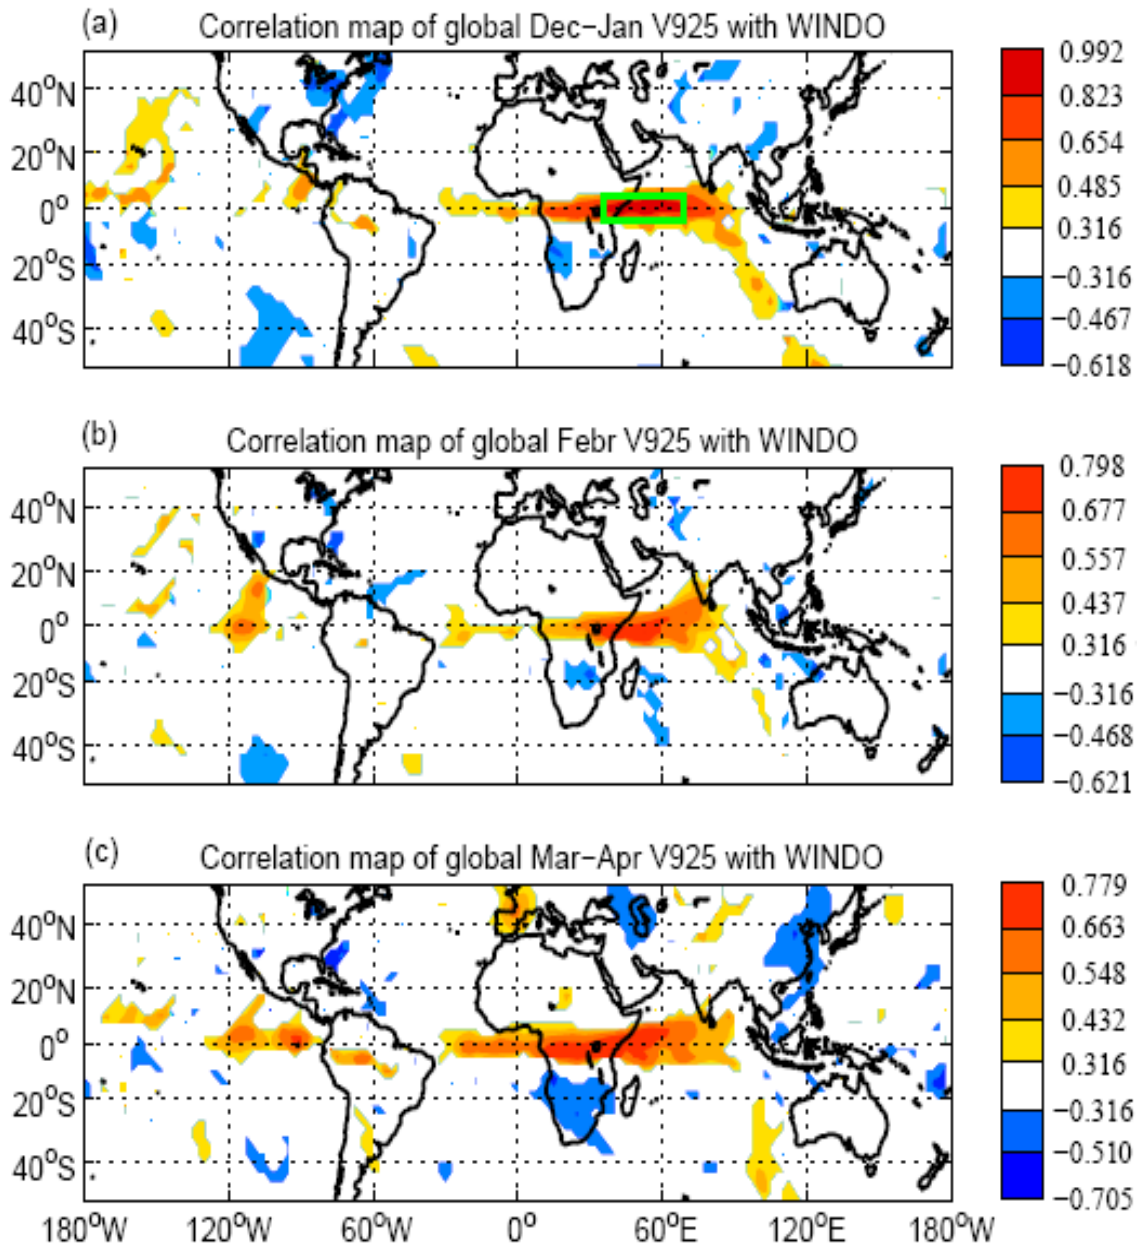 (a) Correlation map of global Dec-Jan V925 with WINDO
40°N
20°N
0°
20°S
40°S
0.992
0.823
0.654
0.485
0.316
-0.316
-0.467
-0.618
(b) Correlation map of global Febr V925 with WINDO
40°N
20°N
0°
20°S
40°S
0.798
0.677
0.557
0.437
0.316
-0.316
-0.468
-0.621
(c) Correlation map of global Mar-Apr V925 with WINDO
40°N
20°N
0°
20°S
40°S
0.779
0.663
0.548
0.432
0.316
-0.316
-0.510
-0.705
180°W 120°W 60°W 0° 60°E 120°E 180°W